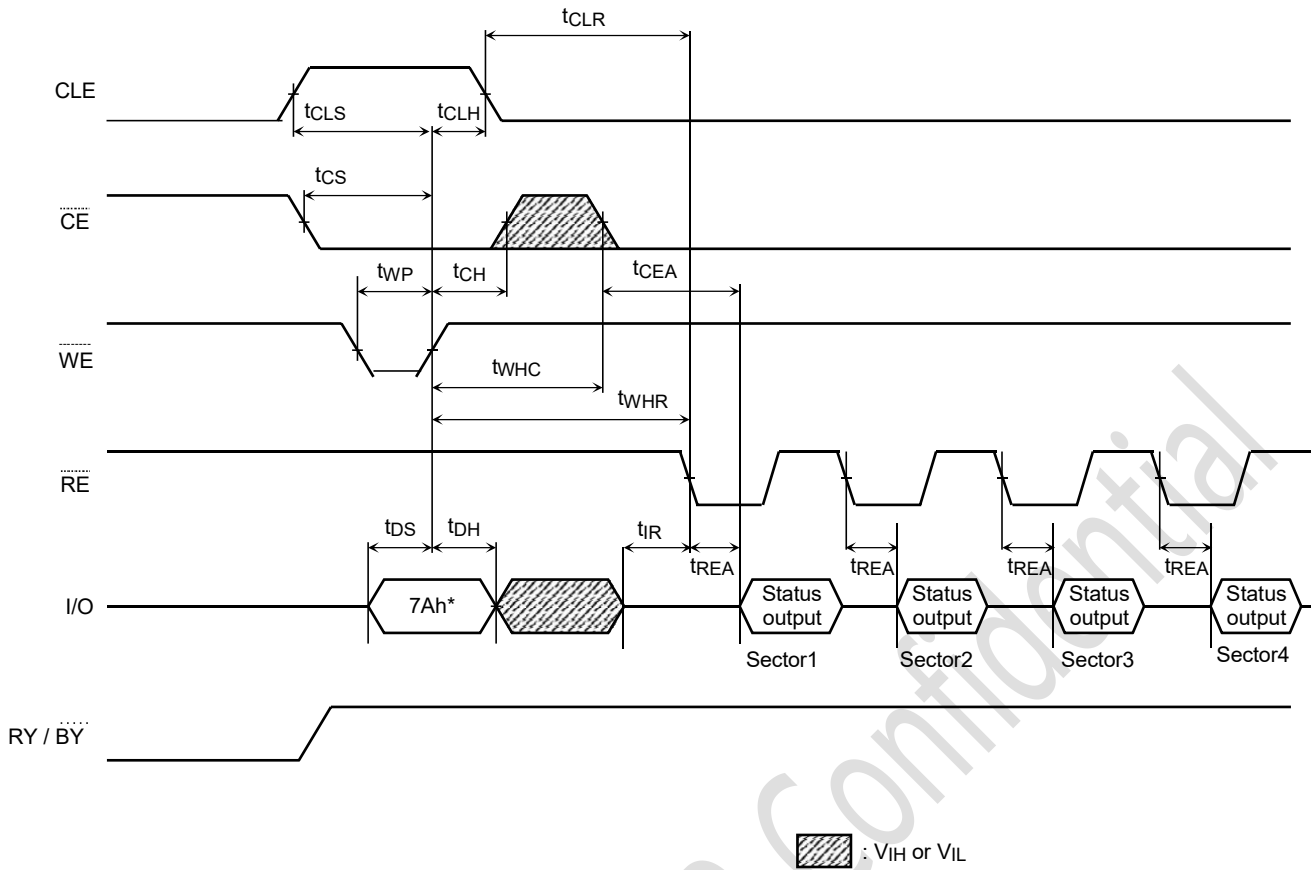 tCLR
CLE
tCLS
tCLH
tCS
CE
tWP
tCH
tCEA
WE
tWHC
tWHR
RE
tDS
tDH
tIR
tREA
tREA
tREA
tREA
I/O
7Ah*
Status output
Status output
Status output
Status output
Sector1
Sector2
Sector3
Sector4
RY / BY
: VIH or VIL
Confidential